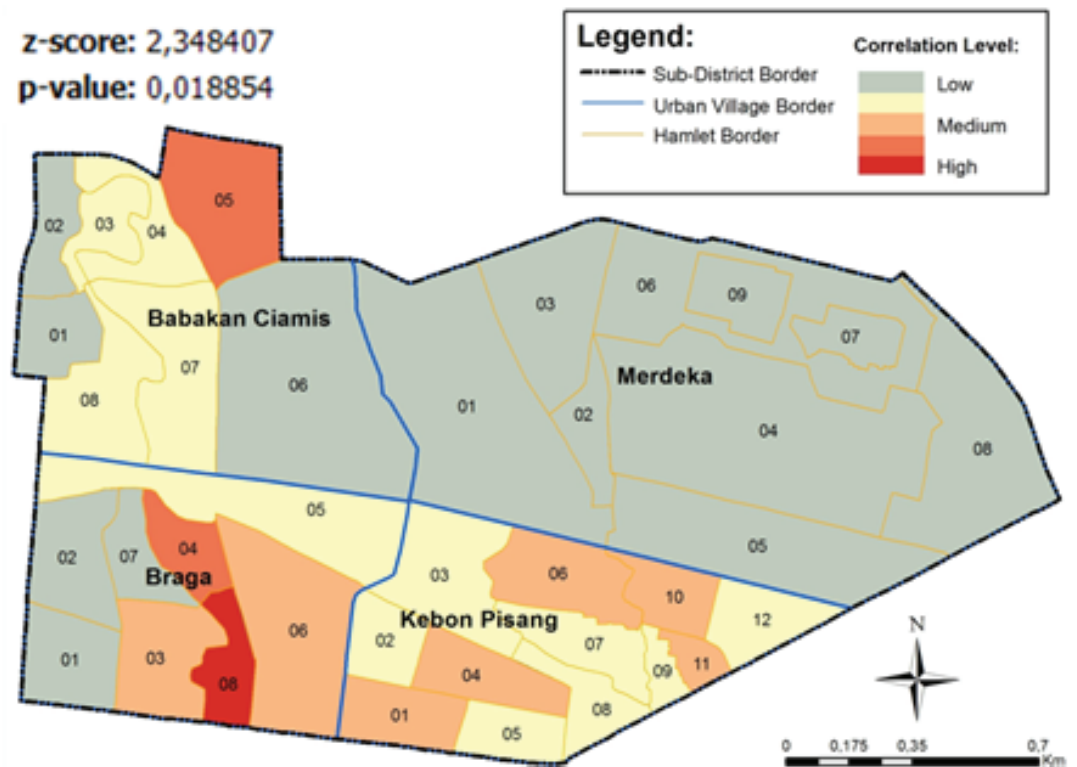 z-score: 2,348407
p-value: 0,018854
Legend:
Sub-District Border
Urban Village Border
Hamlet Border
Correlation Level:
Low
Medium
High
05
02
03
04
01
Babakan Ciamis
07
06
08
03
06
09
07
Merdeka
01
02
04
08
05
05
02
07
04
Braga
06
01
03
08
03
06
10
12
Kebon Pisang
02
07
04
09
11
01
05
08
N
0 0,175 0,35 0,7
Km